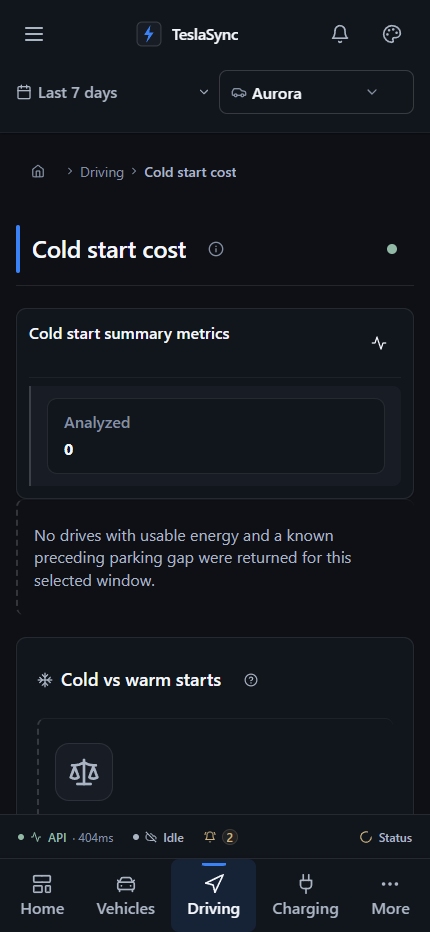 TeslaSync
Last 7 days
Aurora
Driving
Cold start cost
Cold start cost
Cold start summary metrics
Analyzed
0
No drives with usable energy and a known
preceding parking gap were returned for this
selected window.
Cold vs warm starts
API · 404ms
Idle
2
Status
Home
Vehicles
Driving
Charging
More